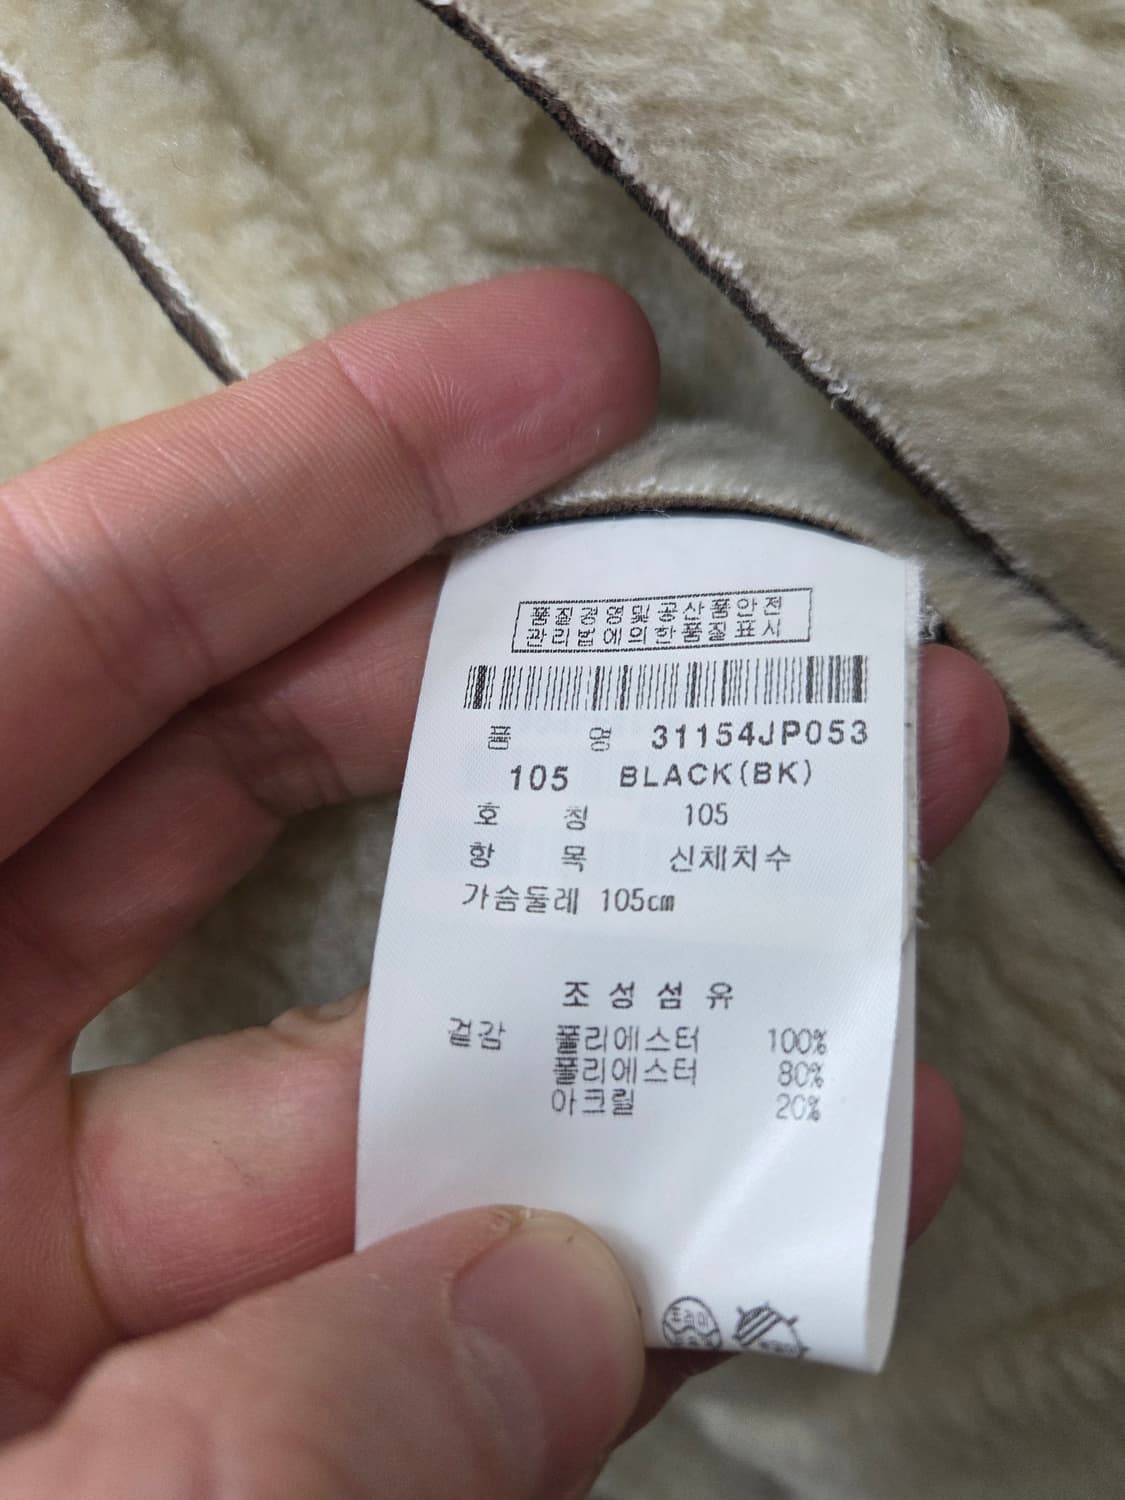 품질경영및공산품안전
관리법에의한품질표시
품 명 31154JP053
105 BLACK(BK)
호 칭 105
항 목 신체치수
가슴둘레 105㎝
조성섬유
겉감 폴리에스터 100%
폴리에스터 80%
아크릴 20%
드라이